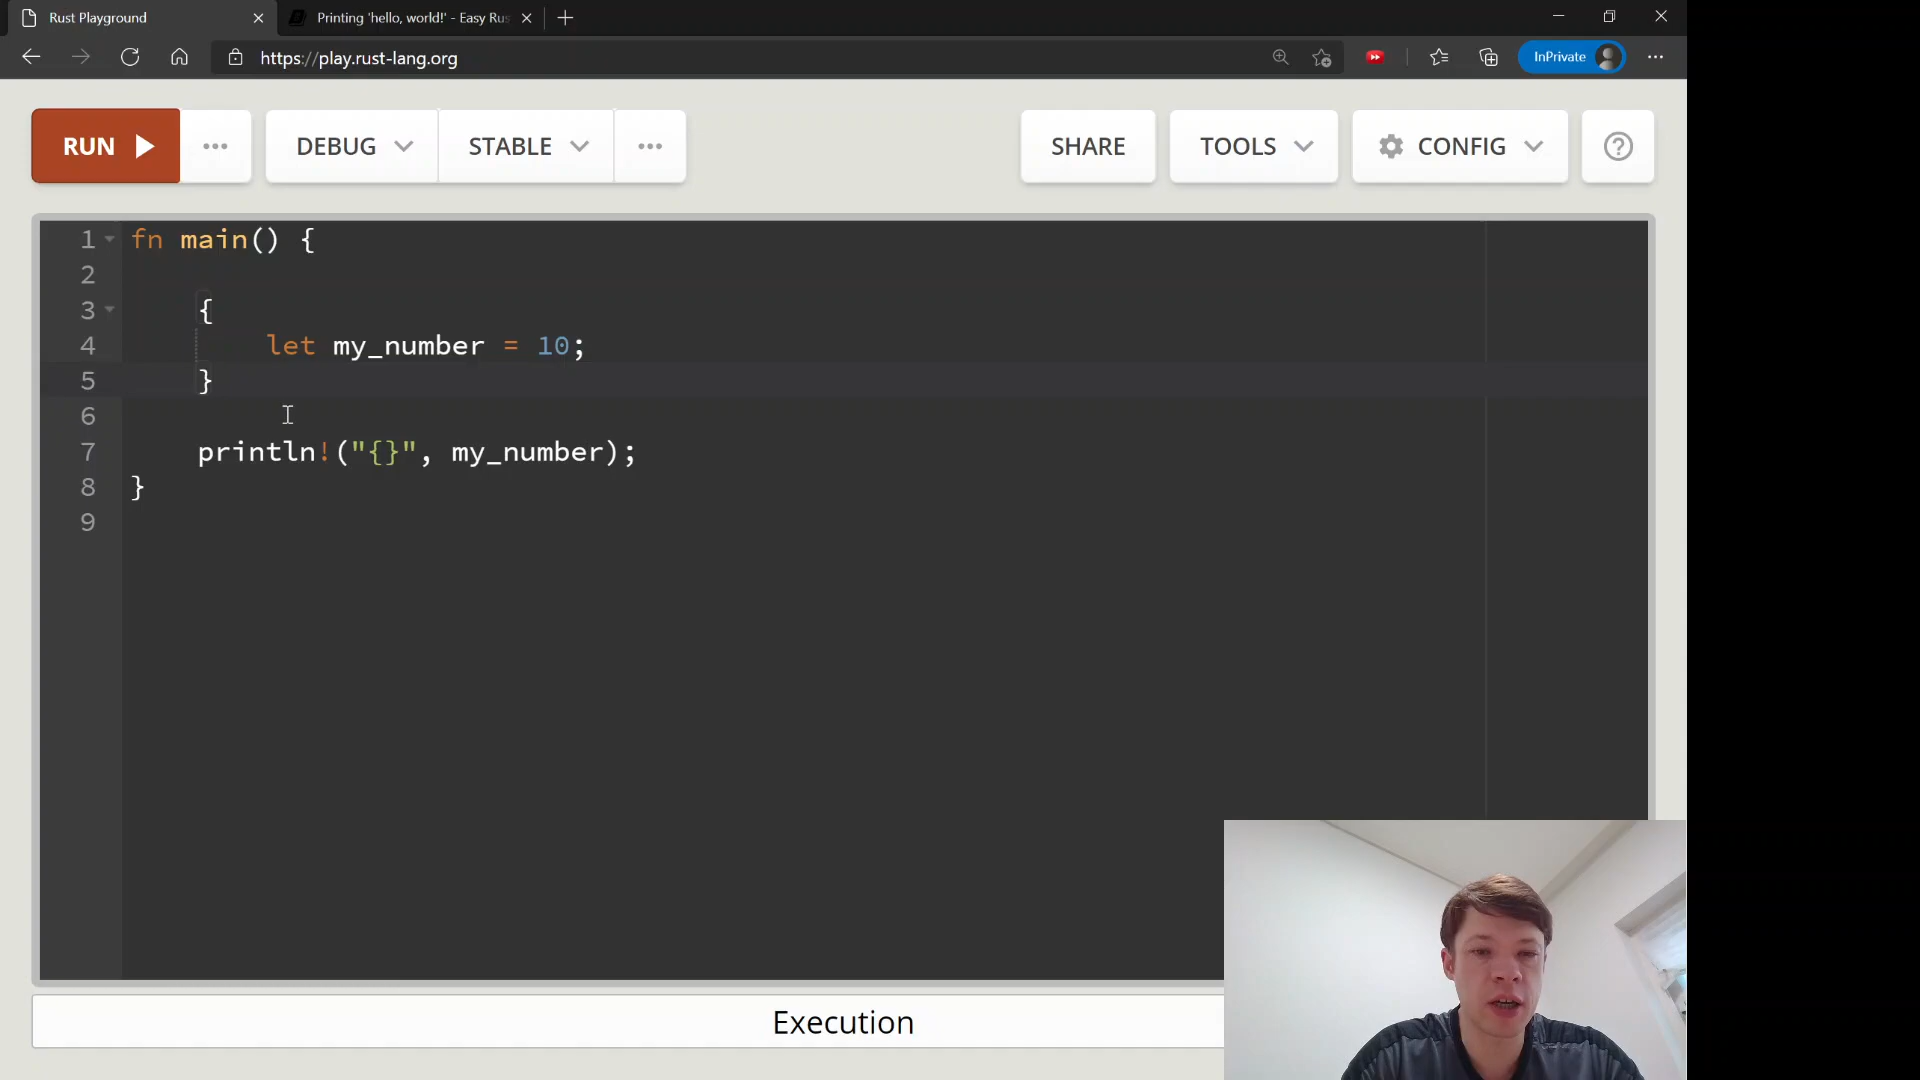 Rust Playground
Printing 'hello, world!' - Easy Rus
https://play.rust-lang.org
InPrivate
RUN
DEBUG
STABLE
SHARE
TOOLS
CONFIG
1 fn main() {
2
3 {
4 let my_number = 10;
5 }
6
7 println!("{}", my_number);
8 }
9
Execution